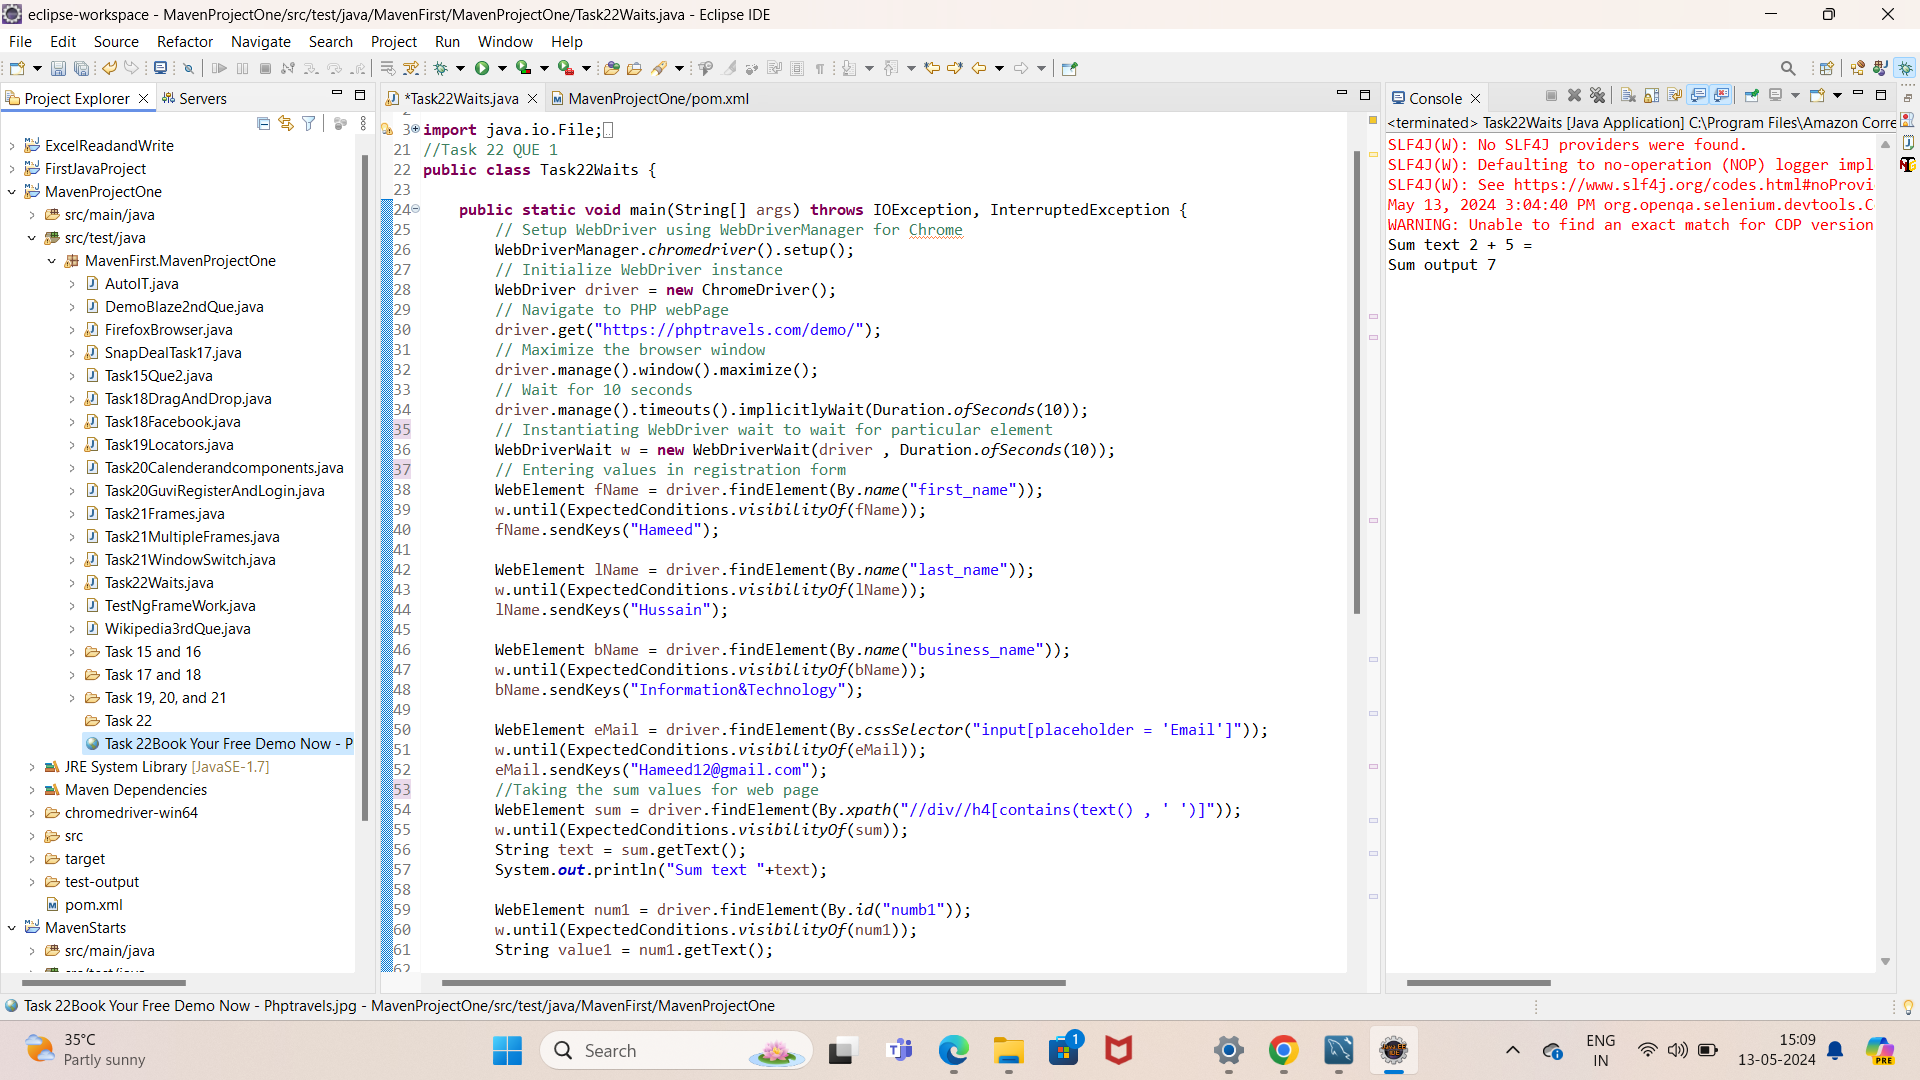 eclipse-workspace - MavenProjectOne/src/test/java/MavenFirst/MavenProjectOne/Task22Waits.java - Eclipse IDE
File Edit Source Refactor Navigate Search Project Run Window Help
Project Explorer
Servers
ExcelReadandWrite
FirstJavaProject
MavenProjectOne
src/main/java
src/test/java
MavenFirst.MavenProjectOne
AutoIT.java
DemoBlaze2ndQue.java
FirefoxBrowser.java
SnapDealTask17.java
Task15Que2.java
Task18DragAndDrop.java
Task18Facebook.java
Task19Locators.java
Task20Calenderandcomponents.java
Task20GuviRegisterAndLogin.java
Task21Frames.java
Task21MultipleFrames.java
Task21WindowSwitch.java
Task22Waits.java
TestNgFrameWork.java
Wikipedia3rdQue.java
Task 15 and 16
Task 17 and 18
Task 19, 20, and 21
Task 22
Task 22Book Your Free Demo Now - P
JRE System Library [JavaSE-1.7]
Maven Dependencies
chromedriver-win64
src
target
test-output
pom.xml
MavenStarts
src/main/java
*Task22Waits.java
MavenProjectOne/pom.xml
3 import java.io.File;
21 //Task 22 QUE 1
22 public class Task22Waits {
23
24 public static void main(String[] args) throws IOException, InterruptedException {
25 // Setup WebDriver using WebDriverManager for Chrome
26 WebDriverManager.chromedriver().setup();
27 // Initialize WebDriver instance
28 WebDriver driver = new ChromeDriver();
29 // Navigate to PHP webPage
30 driver.get("https://phptravels.com/demo/");
31 // Maximize the browser window
32 driver.manage().window().maximize();
33 // Wait for 10 seconds
34 driver.manage().timeouts().implicitlyWait(Duration.ofSeconds(10));
35 // Instantiating WebDriver wait to wait for particular element
36 WebDriverWait w = new WebDriverWait(driver , Duration.ofSeconds(10));
37 // Entering values in registration form
38 WebElement fName = driver.findElement(By.name("first_name"));
39 w.until(ExpectedConditions.visibilityOf(fName));
40 fName.sendKeys("Hameed");
41
42 WebElement lName = driver.findElement(By.name("last_name"));
43 w.until(ExpectedConditions.visibilityOf(lName));
44 lName.sendKeys("Hussain");
45
46 WebElement bName = driver.findElement(By.name("business_name"));
47 w.until(ExpectedConditions.visibilityOf(bName));
48 bName.sendKeys("Information&Technology");
49
50 WebElement eMail = driver.findElement(By.cssSelector("input[placeholder = 'Email']"));
51 w.until(ExpectedConditions.visibilityOf(eMail));
52 eMail.sendKeys("Hameed12@gmail.com");
53 //Taking the sum values for web page
54 WebElement sum = driver.findElement(By.xpath("//div//h4[contains(text() , ' ')]"));
55 w.until(ExpectedConditions.visibilityOf(sum));
56 String text = sum.getText();
57 System.out.println("Sum text "+text);
58
59 WebElement num1 = driver.findElement(By.id("numb1"));
60 w.until(ExpectedConditions.visibilityOf(num1));
61 String value1 = num1.getText();
62
Console
<terminated> Task22Waits [Java Application] C:\Program Files\Amazon Corre
SLF4J(W): No SLF4J providers were found.
SLF4J(W): Defaulting to no-operation (NOP) logger impl
SLF4J(W): See https://www.slf4j.org/codes.html#noProvi
May 13, 2024 3:04:40 PM org.openqa.selenium.devtools.C
WARNING: Unable to find an exact match for CDP version
Sum text 2 + 5 =
Sum output 7
Task 22Book Your Free Demo Now - Phptravels.jpg - MavenProjectOne/src/test/java/MavenFirst/MavenProjectOne
35°C
Partly sunny
Search
1
ENG
IN
15:09
13-05-2024
PRE